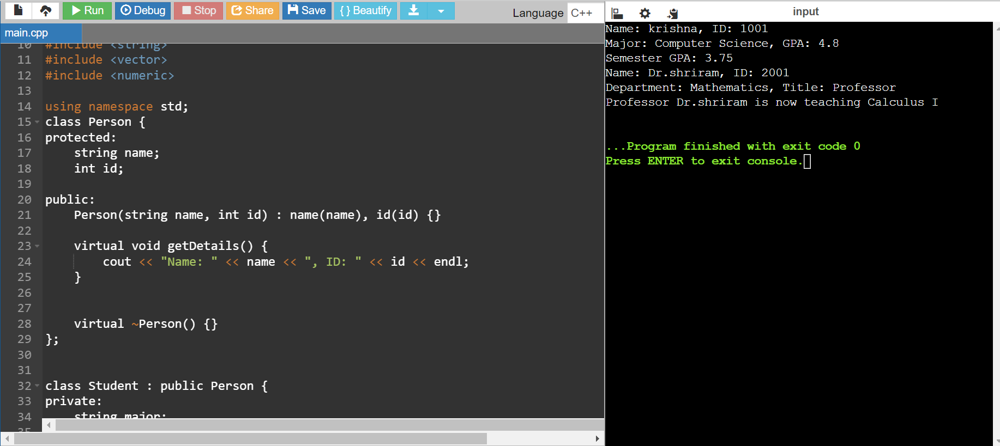 Run Debug Stop Share Save {} Beautify
Language C++
main.cpp
10 #include <string>
11 #include <vector>
12 #include <numeric>
13
14 using namespace std;
15 class Person {
16 protected:
17 string name;
18 int id;
19
20 public:
21 Person(string name, int id) : name(name), id(id) {}
22
23 virtual void getDetails() {
24 cout << "Name: " << name << ", ID: " << id << endl;
25 }
26
27
28 virtual ~Person() {}
29 };
30
31
32 class Student : public Person {
33 private:
34 string major;
35
input
Name: krishna, ID: 1001
Major: Computer Science, GPA: 4.8
Semester GPA: 3.75
Name: Dr.shriram, ID: 2001
Department: Mathematics, Title: Professor
Professor Dr.shriram is now teaching Calculus I
...Program finished with exit code 0
Press ENTER to exit console.